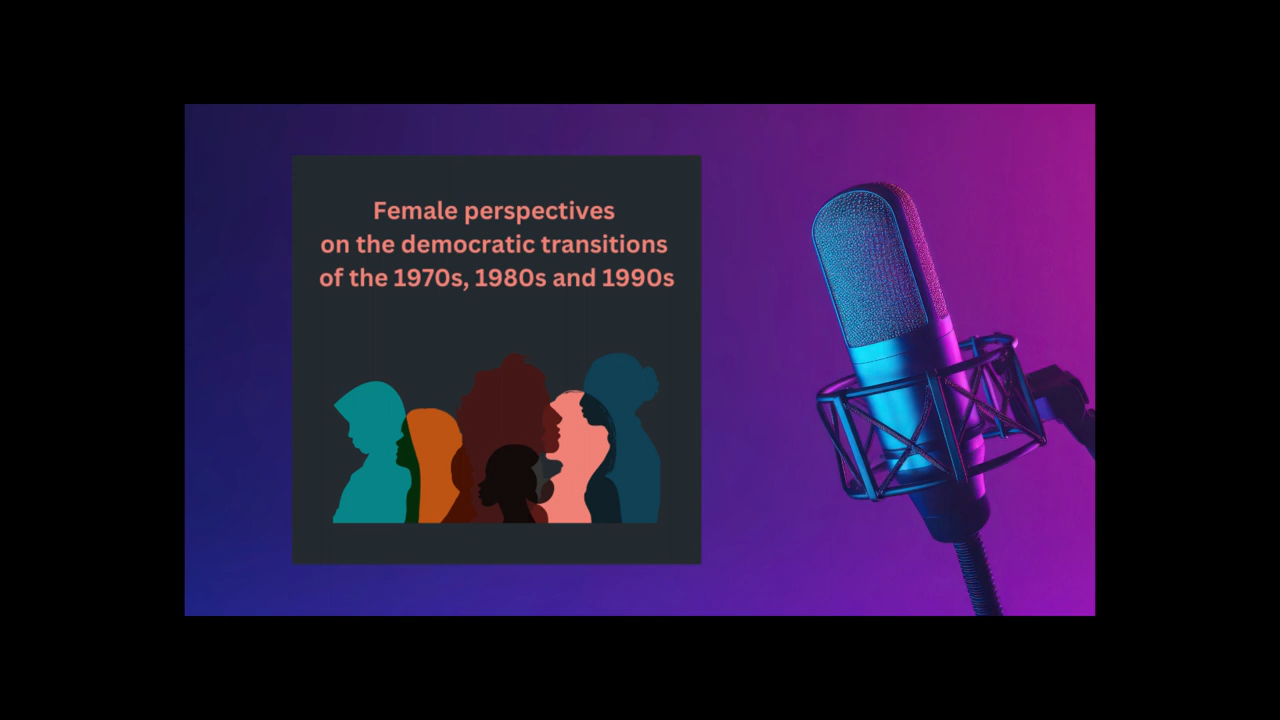 Female perspectives
on the democratic transitions
of the 1970s, 1980s and 1990s